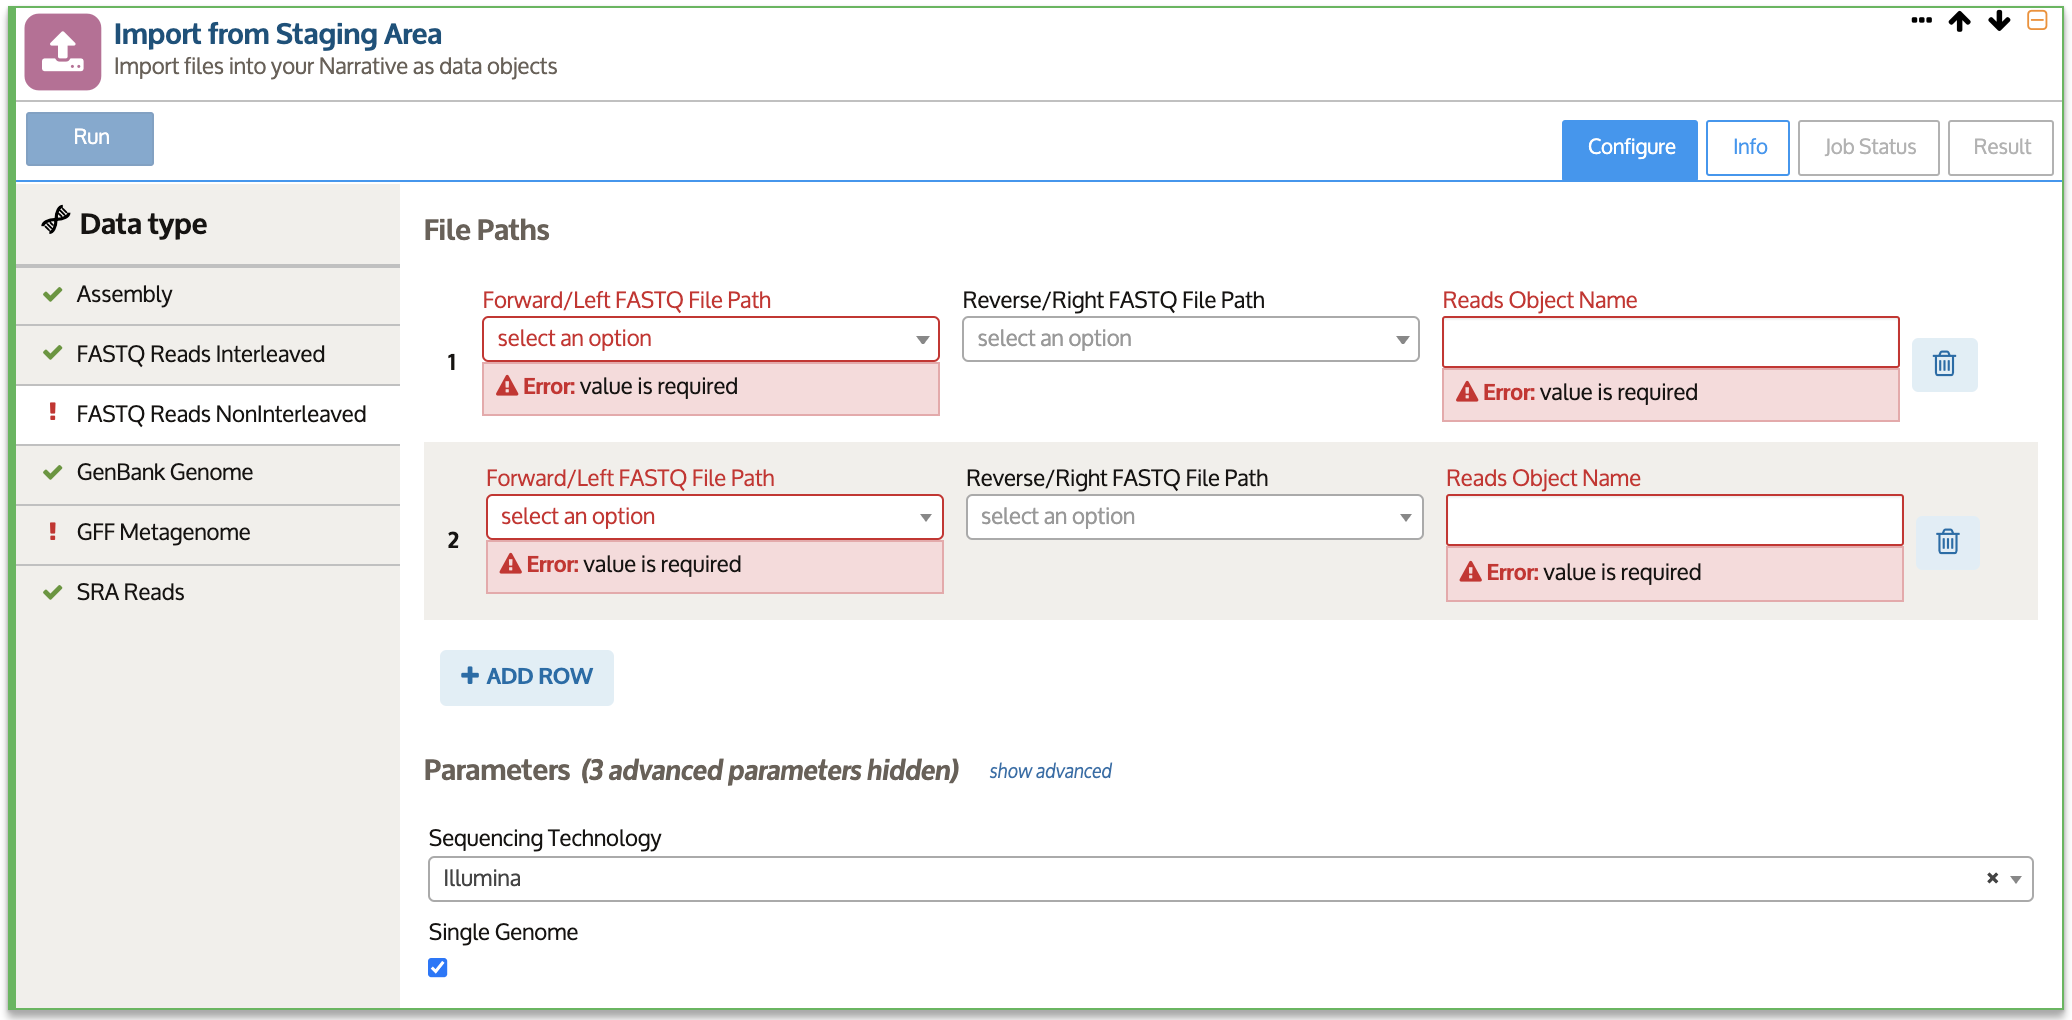 Import from Staging Area
Import files into your Narrative as data objects
Run
Configure
Info
Job Status
Result
Data type
Assembly
FASTQ Reads Interleaved
FASTQ Reads NonInterleaved
GenBank Genome
GFF Metagenome
SRA Reads
File Paths
Forward/Left FASTQ File Path
Reverse/Right FASTQ File Path
Reads Object Name
1
select an option
select an option
Error: value is required
Error: value is required
Forward/Left FASTQ File Path
Reverse/Right FASTQ File Path
Reads Object Name
2
select an option
select an option
Error: value is required
Error: value is required
+ ADD ROW
Parameters (3 advanced parameters hidden) show advanced
Sequencing Technology
Illumina
Single Genome